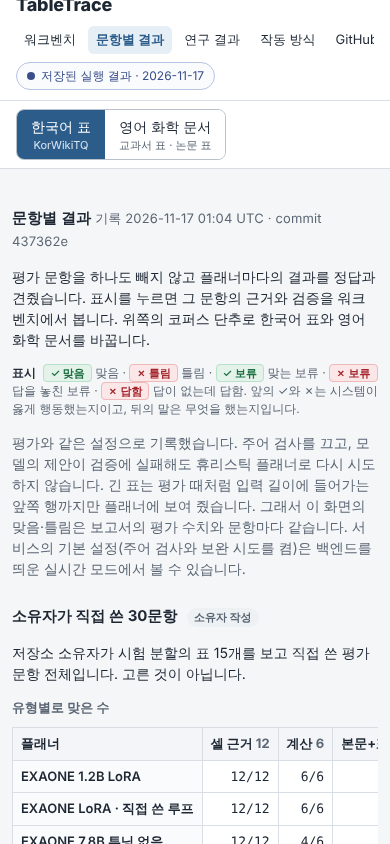 TableTrace
워크벤치 문항별 결과 연구 결과 작동 방식 GitHub
저장된 실행 결과 · 2026-11-17
한국어 표 영어 화학 문서
KorWikiTQ 교과서 표 · 논문 표
문항별 결과 기록 2026-11-17 01:04 UTC · commit
437362e
평가 문항을 하나도 빼지 않고 플래너마다의 결과를 정답과
견줬습니다. 표시를 누르면 그 문항의 근거와 검증을 워크
벤치에서 봅니다. 위쪽의 코퍼스 단추로 한국어 표와 영어
화학 문서를 바꿉니다.
표시 ✓ 맞음 맞음 · × 틀림 틀림 · ✓ 보류 맞는 보류 · × 보류
답을 놓친 보류 · × 답함 답이 없는데 답함. 앞의 ✓와 ×는 시스템이
옳게 행동했는지이고, 뒤의 말은 무엇을 했는지입니다.
평가와 같은 설정으로 기록했습니다. 주어 검사를 끄고, 모
델의 제안이 검증에 실패해도 휴리스틱 플래너로 다시 시도
하지 않습니다. 긴 표는 평가 때처럼 입력 길이에 들어가는
앞쪽 행까지만 플래너에 보여 줬습니다. 그래서 이 화면의
맞음·틀림은 보고서의 평가 수치와 문항마다 같습니다. 서
비스의 기본 설정(주어 검사와 보완 시도를 켬)은 백엔드를
띄운 실시간 모드에서 볼 수 있습니다.
소유자가 직접 쓴 30문항 소유자 작성
저장소 소유자가 시험 분할의 표 15개를 보고 직접 쓴 평가
문항 전체입니다. 고른 것이 아닙니다.
유형별로 맞은 수
플래너 셀 근거 12 계산 6 본문+
EXAONE 1.2B LoRA 12/12 6/6
EXAONE LoRA · 직접 쓴 루프 12/12 6/6
EXAONE 7.8B 튜닝 없음 12/12 4/6